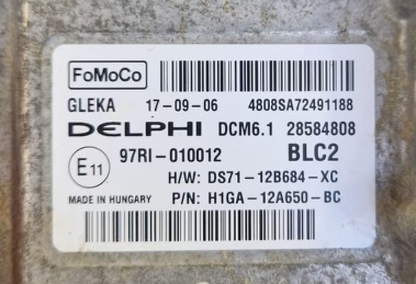 FoMoCo
GLEKA 17-09-06 4808SA72491188
DELPHI DCM6.1 28584808
E11 97RI-010012 BLC2
H/W: DS71-12B684-XC
MADE IN HUNGARY P/N: H1GA-12A650-BC